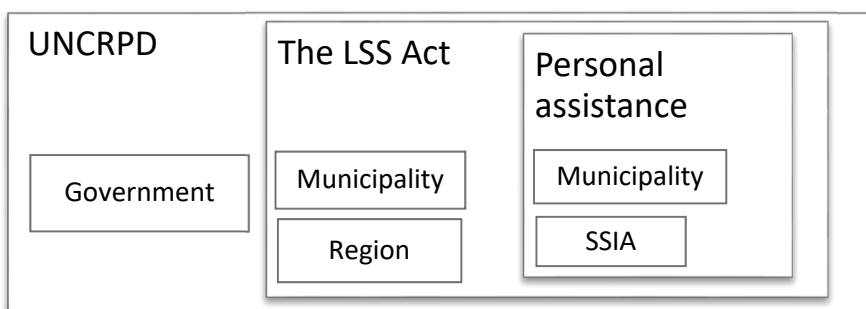 UNCRPD
Government
The LSS Act
Municipality
Region
Personal
assistance
Municipality
SSIA